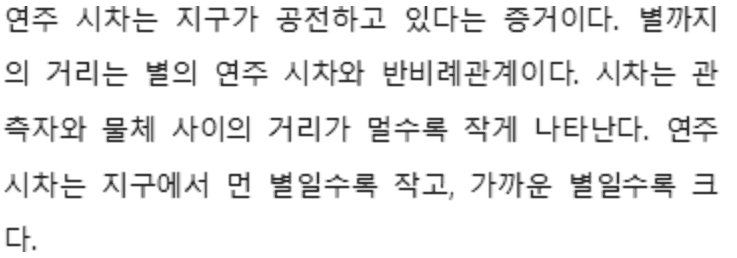 연주 시차는 지구가 공전하고 있다는 증거이다. 별까지
의 거리는 별의 연주 시차와 반비례관계이다. 시차는 관
측자와 물체 사이의 거리가 멀수록 작게 나타난다. 연주
시차는 지구에서 먼 별일수록 작고, 가까운 별일수록 크
다.